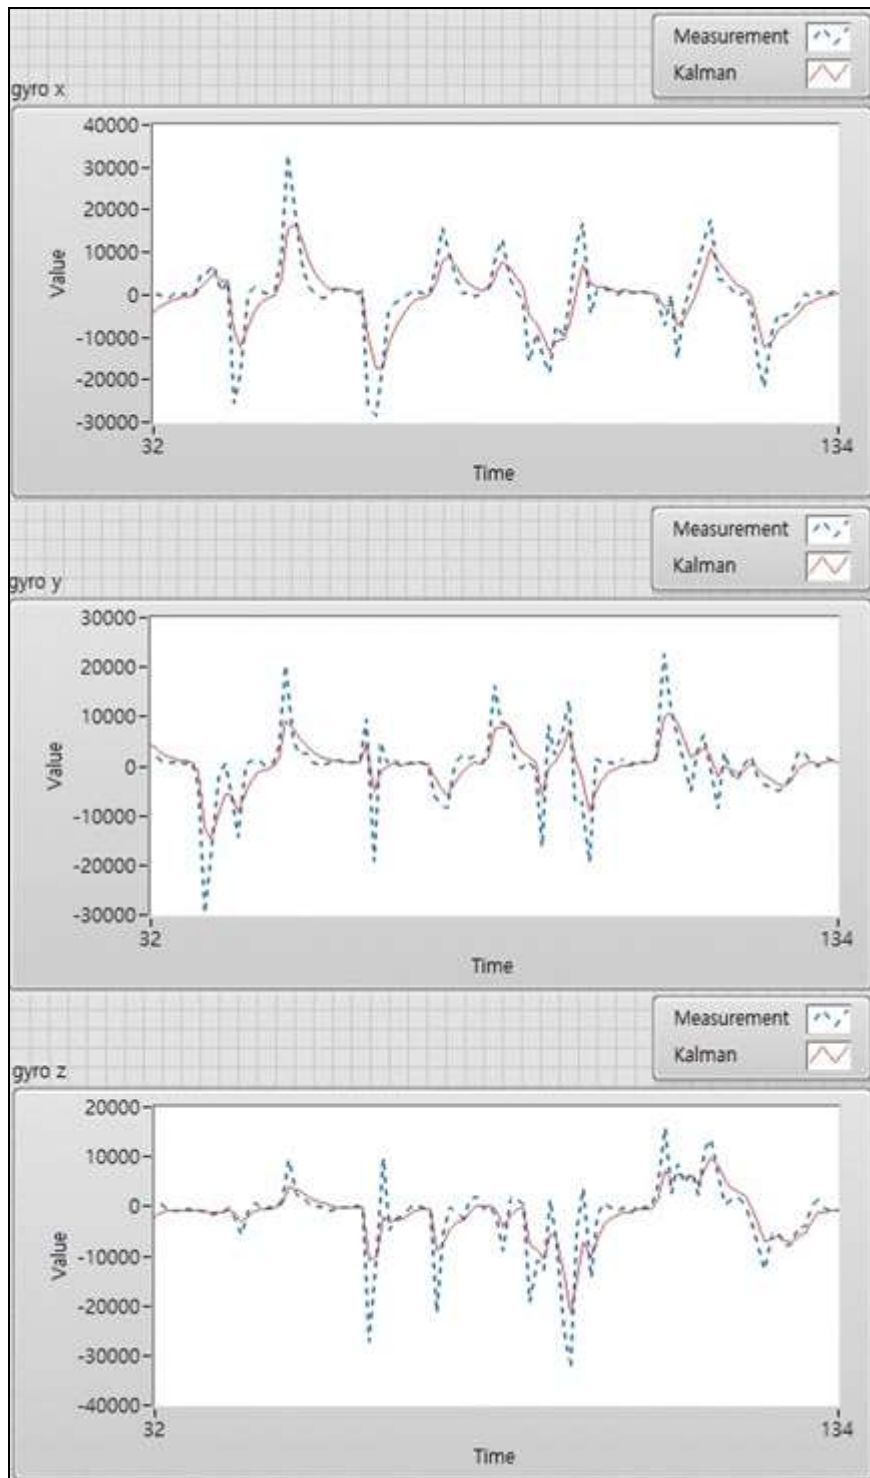 Measurement
Kalman
gyro x
40000
30000
20000
10000
0
-10000
-20000
-30000
Value
32
134
Time
Measurement
Kalman
gyro y
30000
20000
10000
0
-10000
-20000
-30000
Value
32
134
Time
Measurement
Kalman
gyro z
20000
10000
0
-10000
-20000
-30000
-40000
Value
32
134
Time